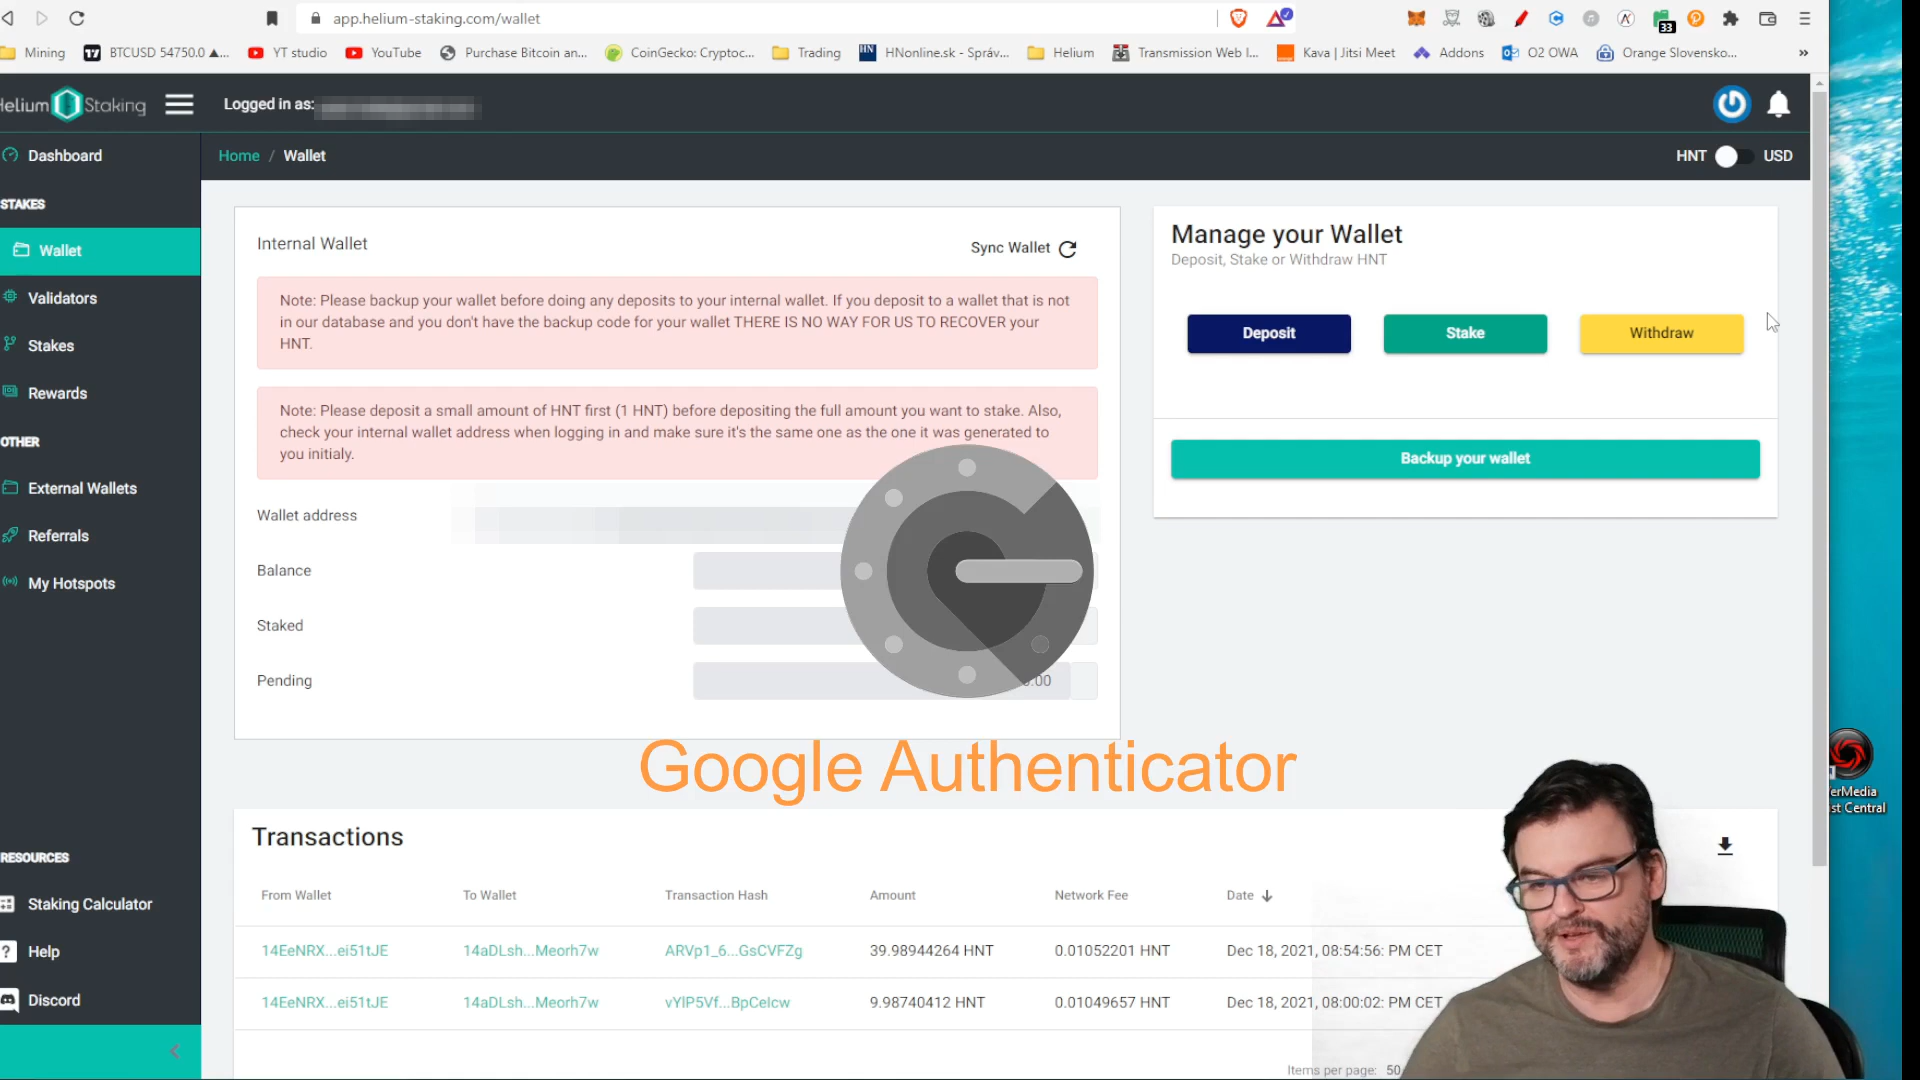 app.helium-staking.com/wallet
33
Mining
BTCUSD 54750.0 ▲...
YT studio
YouTube
Purchase Bitcoin an...
CoinGecko: Cryptoc...
Trading
HNonline.sk - Správ...
Helium
Transmission Web I...
Kava | Jitsi Meet
Addons
O2 OWA
Orange Slovensko...
»
Helium Staking
Logged in as:
Dashboard
Home / Wallet
HNT
USD
STAKES
Wallet
Validators
Stakes
Rewards
OTHER
External Wallets
Referrals
My Hotspots
RESOURCES
Staking Calculator
Help
Discord
Internal Wallet
Sync Wallet
Note: Please backup your wallet before doing any deposits to your internal wallet. If you deposit to a wallet that is not
in our database and you don't have the backup code for your wallet THERE IS NO WAY FOR US TO RECOVER your
HNT.
Note: Please deposit a small amount of HNT first (1 HNT) before depositing the full amount you want to stake. Also,
check your internal wallet address when logging in and make sure it's the same one as the one it was generated to
you initialy.
Wallet address
Balance
Staked
Pending
.00
Manage your Wallet
Deposit, Stake or Withdraw HNT
Deposit
Stake
Withdraw
Backup your wallet
Google Authenticator
erMedia
st Central
Transactions
From Wallet To Wallet Transaction Hash Amount Network Fee Date
14EeNRX...ei51tJE 14aDLsh...Meorh7w ARVp1_6...GsCVFZg 39.98944264 HNT 0.01052201 HNT Dec 18, 2021, 08:54:56: PM CET
14EeNRX...ei51tJE 14aDLsh...Meorh7w vYIP5Vf...BpCelcw 9.98740412 HNT 0.01049657 HNT Dec 18, 2021, 08:00:02: PM CET
Items per page: 50